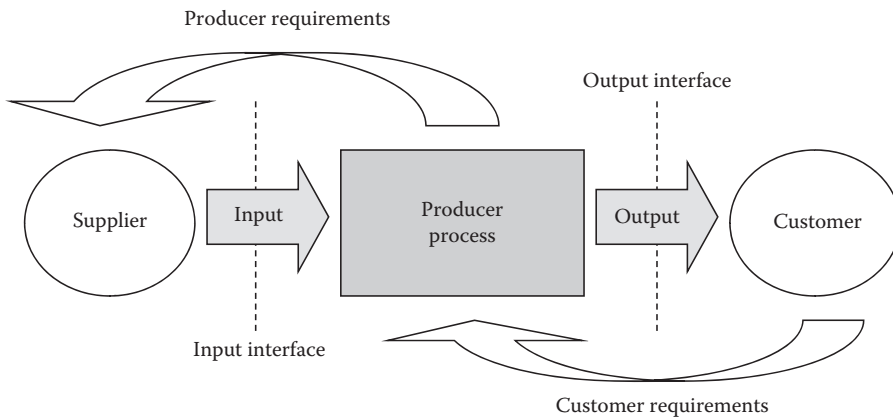 Producer requirements
Output interface
Supplier
Input
Producer
process
Output
Customer
Input interface
Customer requirements